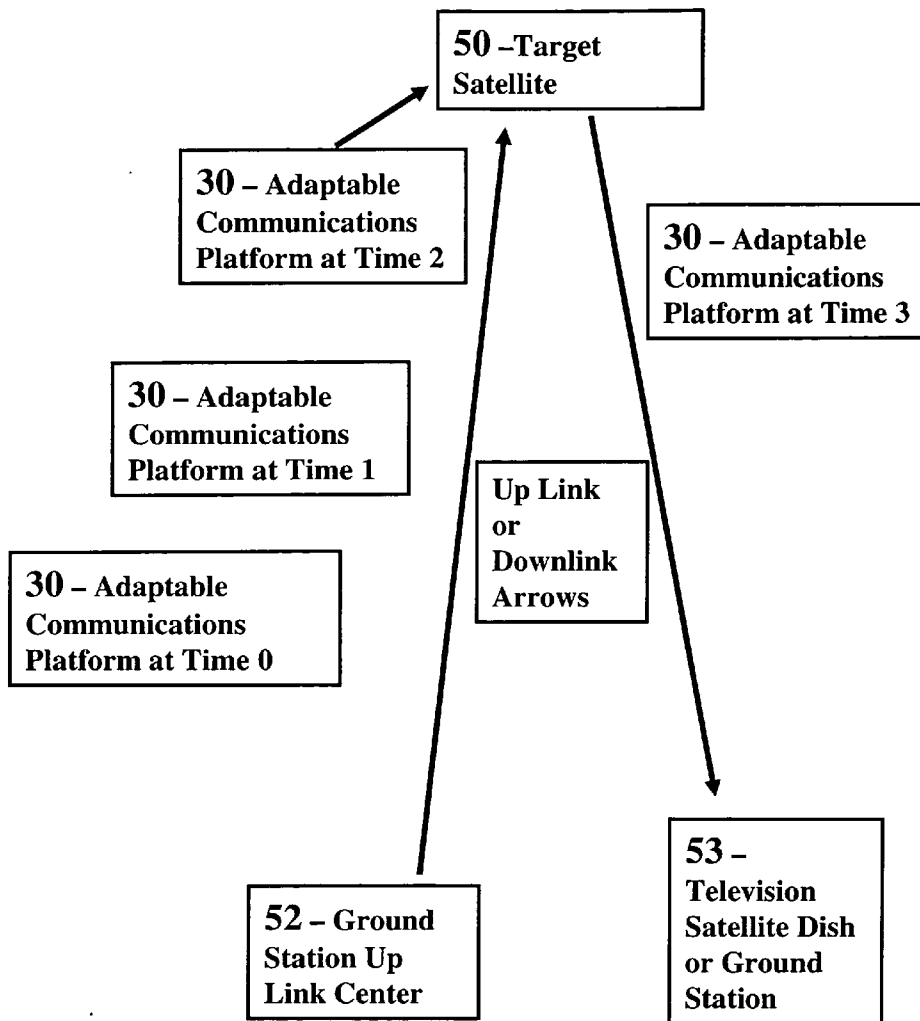 50 –Target
Satellite
30 – Adaptable
Communications
Platform at Time 2
30 – Adaptable
Communications
Platform at Time 3
30 – Adaptable
Communications
Platform at Time 1
Up Link
or
Downlink
Arrows
30 – Adaptable
Communications
Platform at Time 0
52 – Ground
Station Up
Link Center
53 –
Television
Satellite Dish
or Ground
Station